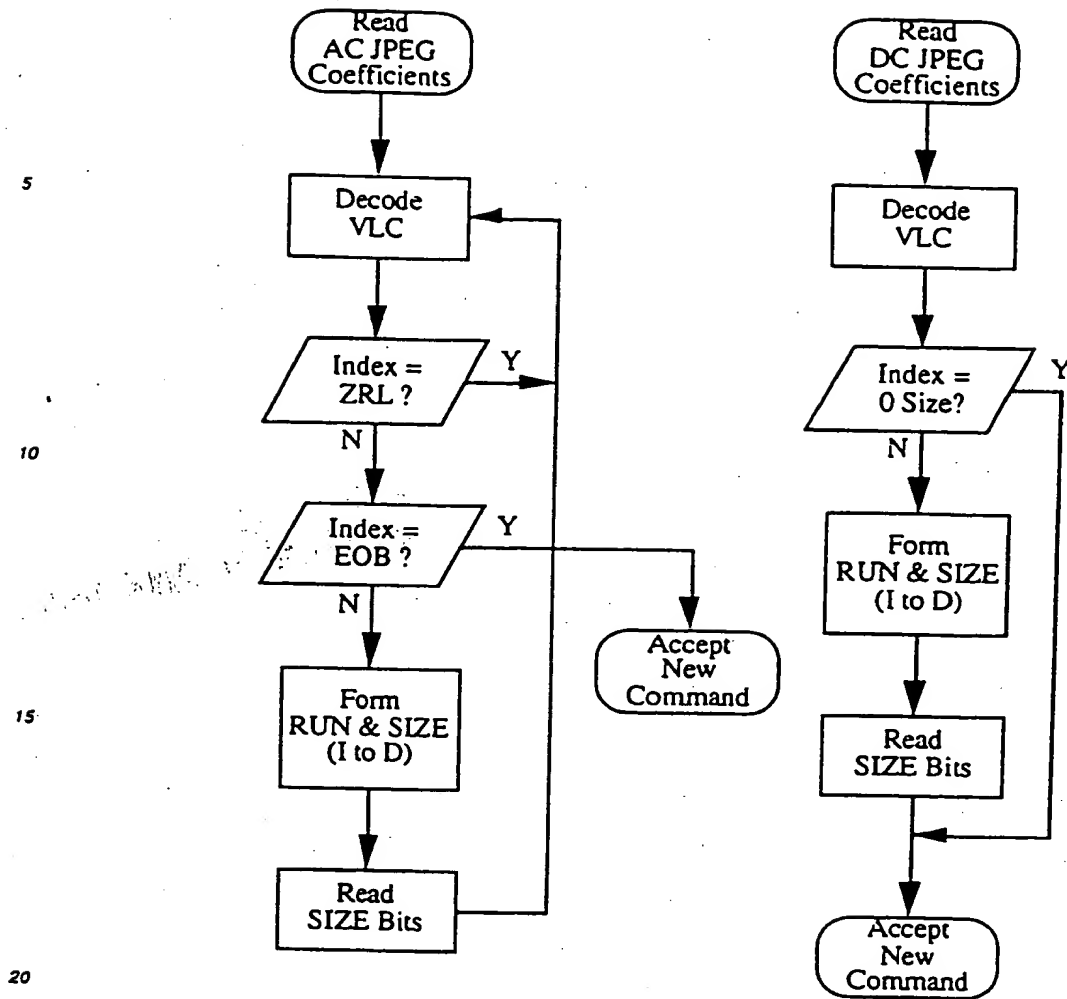 Read
AC JPEG
Coefficients
Decode
VLC
Index =
ZRL ?
Y
N
Index =
EOB ?
Y
N
Form
RUN & SIZE
(I to D)
Read
SIZE Bits
Accept
New
Command
Read
DC JPEG
Coefficients
Decode
VLC
Index =
0 Size?
Y
N
Form
RUN & SIZE
(I to D)
Read
SIZE Bits
Accept
New
Command
5
10
15
20